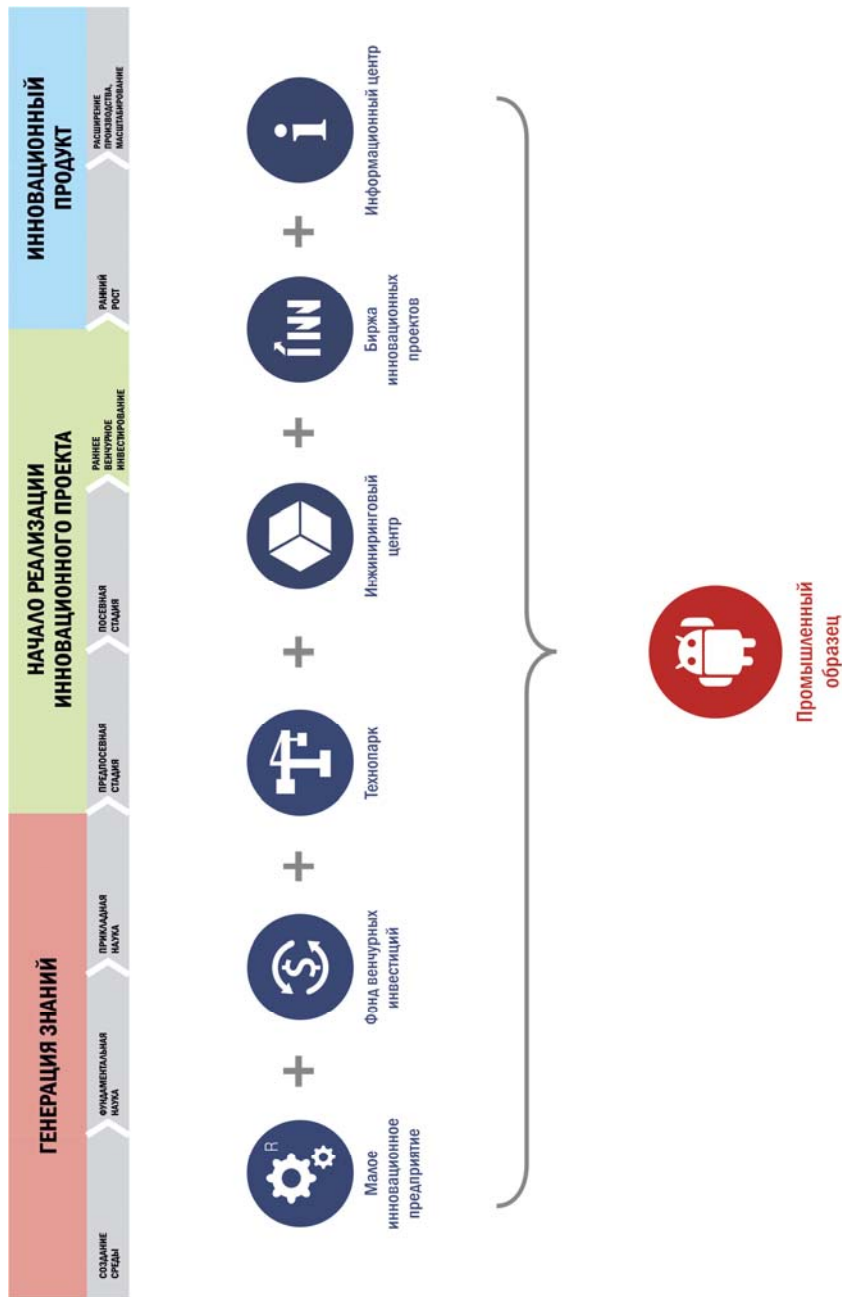 ГЕНЕРАЦИЯ ЗНАНИЙ
НАЧАЛО РЕАЛИЗАЦИИ
ИННОВАЦИОННОГО ПРОЕКТА
ИННОВАЦИОННЫЙ
ПРОДУКТ
СОЗДАНИЕ
СРЕДЫ
ФУНДАМЕНТАЛЬНАЯ
НАУКА
ПРИКЛАДНАЯ
НАУКА
ПРЕДПОСЕВНАЯ
СТАДИЯ
ПОСЕВНАЯ
СТАДИЯ
РАННЕЕ
ВЕНЧУРНОЕ
ИНВЕСТИРОВАНИЕ
РАННИЙ
РОСТ
РАСШИРЕНИЕ
ПРОИЗВОДСТВА,
МАСШТАБИРОВАНИЕ
R
+
$
+
+
+
INN
+
i
Малое
инновационное
предприятие
Фонд венчурных
инвестиций
Технопарк
Инжиниринговый
центр
Биржа
инновационных
проектов
Информационный центр
Промышленный
образец